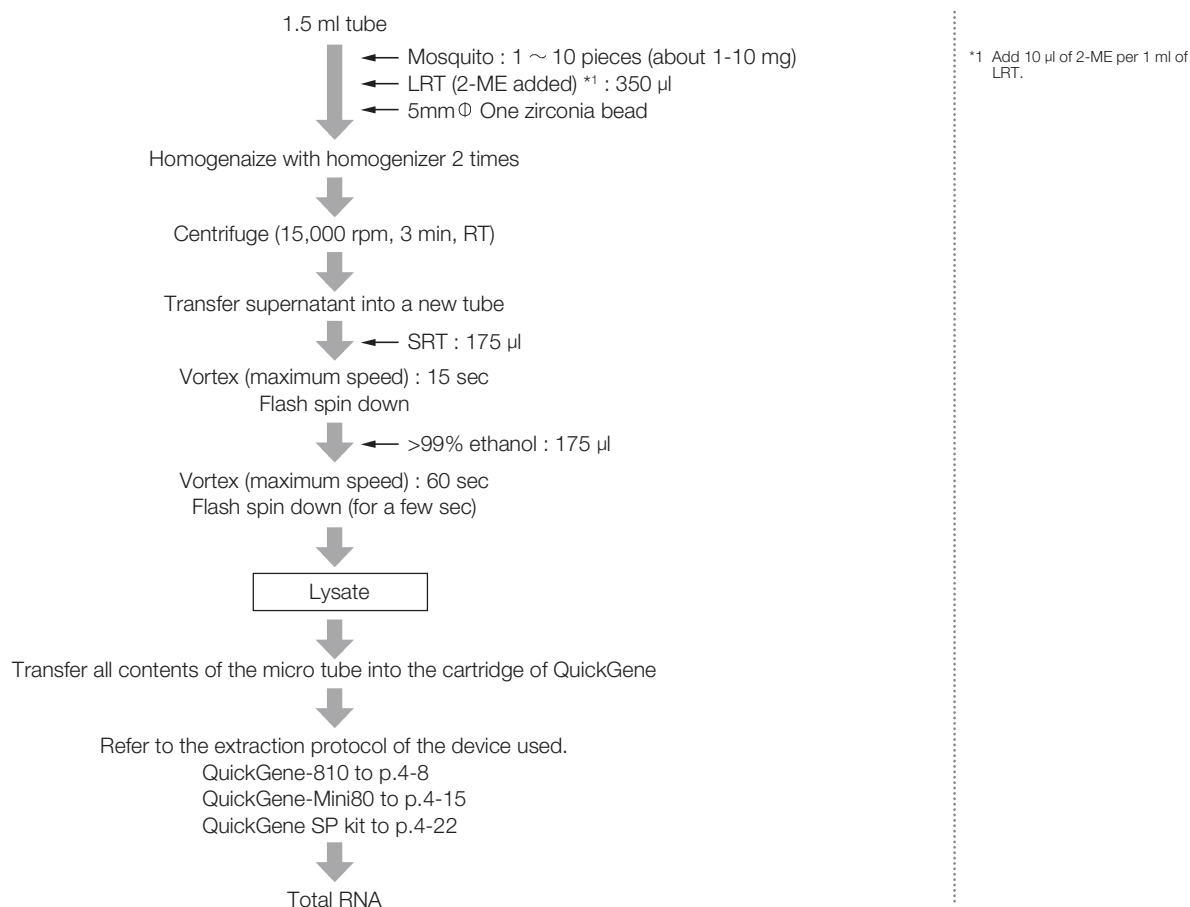 1.5 ml tube
Mosquito : 1 ～ 10 pieces (about 1-10 mg)
LRT (2-ME added) *1 : 350 µl
5mmΦ One zirconia bead
Homogenaize with homogenizer 2 times
Centrifuge (15,000 rpm, 3 min, RT)
Transfer supernatant into a new tube
SRT : 175 µl
Vortex (maximum speed) : 15 sec
Flash spin down
>99% ethanol : 175 µl
Vortex (maximum speed) : 60 sec
Flash spin down (for a few sec)
Lysate
Transfer all contents of the micro tube into the cartridge of QuickGene
Refer to the extraction protocol of the device used.
QuickGene-810 to p.4-8
QuickGene-Mini80 to p.4-15
QuickGene SP kit to p.4-22
Total RNA
*1 Add 10 µl of 2-ME per 1 ml of
LRT.